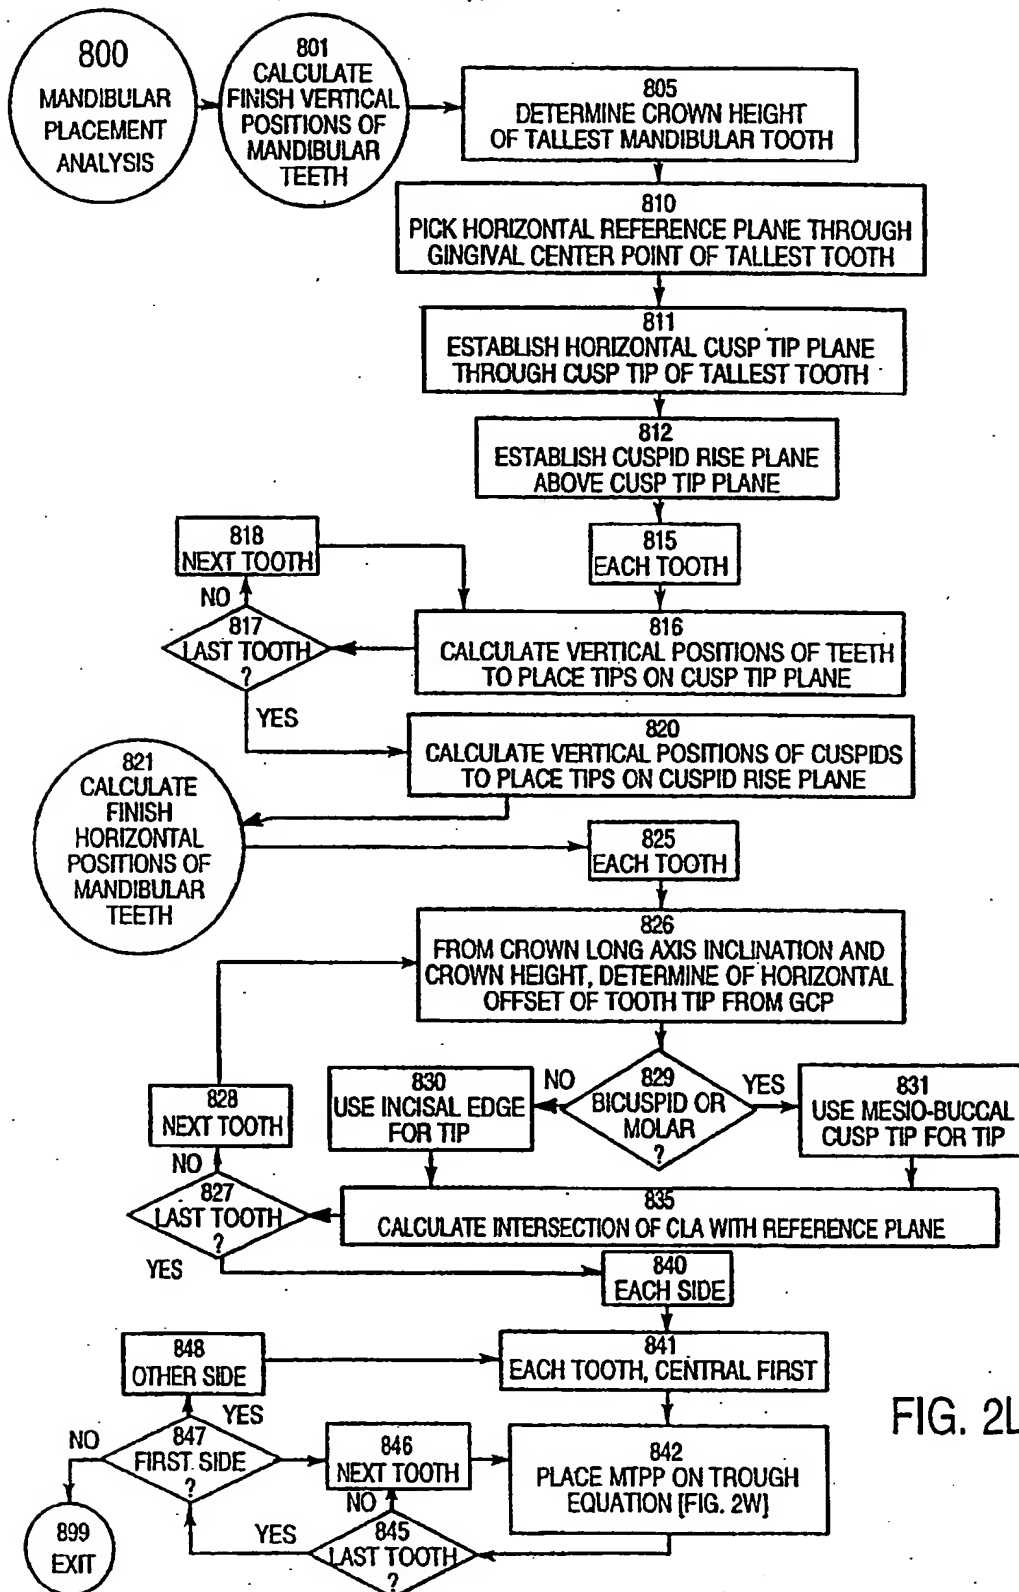 800
MANDIBULAR
PLACEMENT
ANALYSIS
801
CALCULATE
FINISH VERTICAL
POSITIONS OF
MANDIBULAR
TEETH
805
DETERMINE CROWN HEIGHT
OF TALLEST MANDIBULAR TOOTH
810
PICK HORIZONTAL REFERENCE PLANE THROUGH
GINGIVAL CENTER POINT OF TALLEST TOOTH
811
ESTABLISH HORIZONTAL CUSP TIP PLANE
THROUGH CUSP TIP OF TALLEST TOOTH
812
ESTABLISH CUSPID RISE PLANE
ABOVE CUSP TIP PLANE
815
EACH TOOTH
818
NEXT TOOTH
NO
817
LAST TOOTH
?
YES
816
CALCULATE VERTICAL POSITIONS OF TEETH
TO PLACE TIPS ON CUSP TIP PLANE
820
CALCULATE VERTICAL POSITIONS OF CUSPIDS
TO PLACE TIPS ON CUSPID RISE PLANE
821
CALCULATE
FINISH
HORIZONTAL
POSITIONS OF
MANDIBULAR
TEETH
825
EACH TOOTH
826
FROM CROWN LONG AXIS INCLINATION AND
CROWN HEIGHT, DETERMINE OF HORIZONTAL
OFFSET OF TOOTH TIP FROM GCP
829
BICUSPID OR
MOLAR
?
NO
YES
830
USE INCISAL EDGE
FOR TIP
831
USE MESIO-BUCCAL
CUSP TIP FOR TIP
828
NEXT TOOTH
NO
827
LAST TOOTH
?
YES
835
CALCULATE INTERSECTION OF CLA WITH REFERENCE PLANE
840
EACH SIDE
841
EACH TOOTH, CENTRAL FIRST
848
OTHER SIDE
YES
847
FIRST SIDE
?
NO
846
NEXT TOOTH
NO
842
PLACE MTPP ON TROUGH
EQUATION [FIG. 2W]
845
LAST TOOTH
?
YES
899
EXIT
FIG. 2L